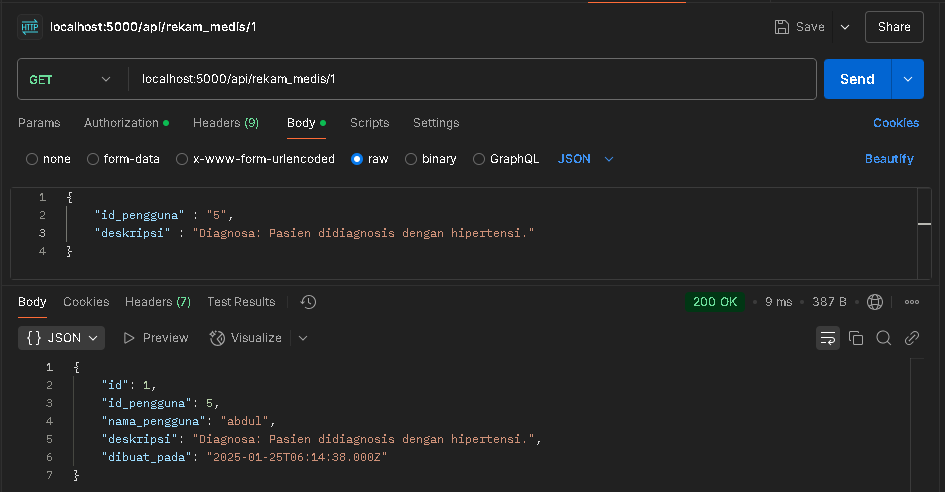 HTTP localhost:5000/api/rekam_medis/1 Save Share
GET localhost:5000/api/rekam_medis/1 Send
Params Authorization Headers (9) Body Scripts Settings Cookies
none form-data x-www-form-urlencoded raw binary GraphQL JSON Beautify
1 {
2 "id_pengguna" : "5",
3 "deskripsi" : "Diagnosa: Pasien didiagnosis dengan hipertensi."
4 }
Body Cookies Headers (7) Test Results 200 OK • 9 ms • 387 B •
{} JSON Preview Visualize
1 {
2 "id": 1,
3 "id_pengguna": 5,
4 "nama_pengguna": "abdul",
5 "deskripsi": "Diagnosa: Pasien didiagnosis dengan hipertensi.",
6 "dibuat_pada": "2025-01-25T06:14:38.000Z"
7 }